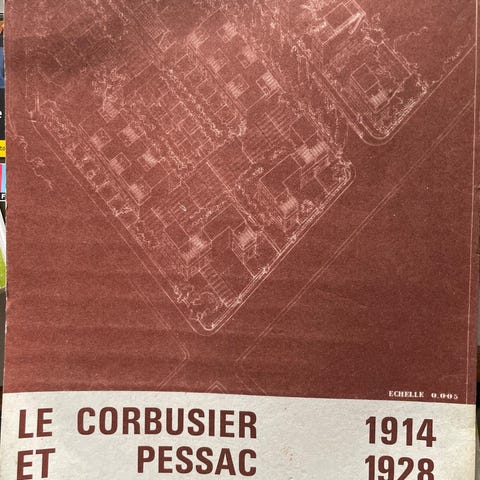 ECHELLE 0.005
LE CORBUSIER 1914
ET PESSAC 1928